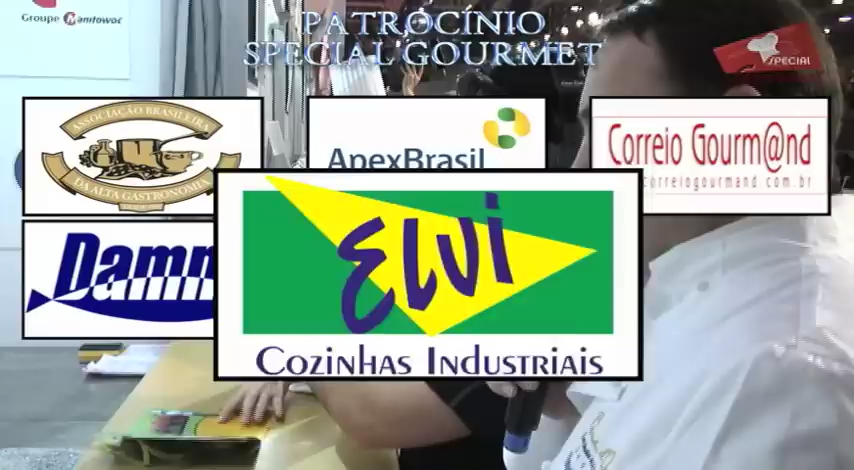 Groupe Manitowoc
PATROCÍNIO
SPECIAL GOURMET
SPECIAL
ASSOCIAÇÃO BRASILEIRA
DA ALTA GASTRONOMIA
ApexBrasil
Correio Gourm@nd
correiogourmand.com.br
Damm
ELVI
COZINHAS INDUSTRIAIS